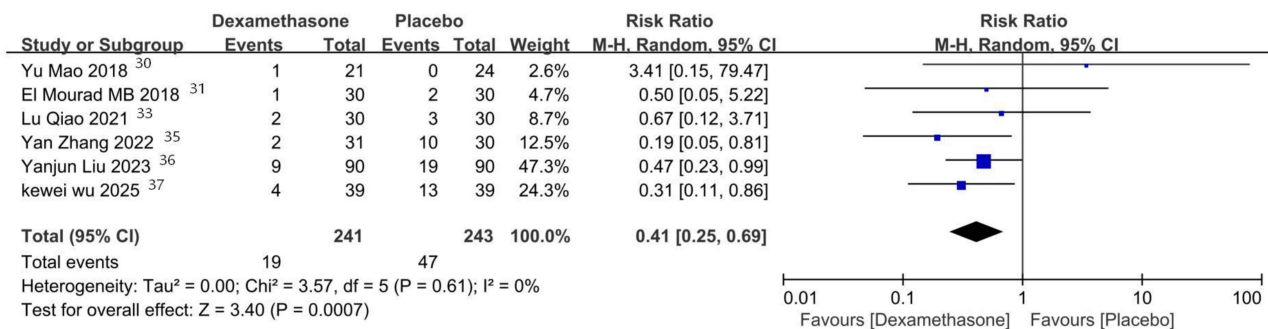 Dexamethasone Placebo Risk Ratio Risk Ratio
Study or Subgroup Events Total Events Total Weight M-H, Random, 95% CI M-H, Random, 95% CI
Yu Mao 2018 30 1 21 0 24 2.6% 3.41 [0.15, 79.47]
El Mourad MB 2018 31 1 30 2 30 4.7% 0.50 [0.05, 5.22]
Lu Qiao 2021 33 2 30 3 30 8.7% 0.67 [0.12, 3.71]
Yan Zhang 2022 35 2 31 10 30 12.5% 0.19 [0.05, 0.81]
Yanjun Liu 2023 36 9 90 19 90 47.3% 0.47 [0.23, 0.99]
kewei wu 2025 37 4 39 13 39 24.3% 0.31 [0.11, 0.86]
Total (95% CI) 241 243 100.0% 0.41 [0.25, 0.69]
Total events 19 47
Heterogeneity: Tau² = 0.00; Chi² = 3.57, df = 5 (P = 0.61); I² = 0%
Test for overall effect: Z = 3.40 (P = 0.0007)
0.01 0.1 1 10 100
Favours [Dexamethasone] Favours [Placebo]